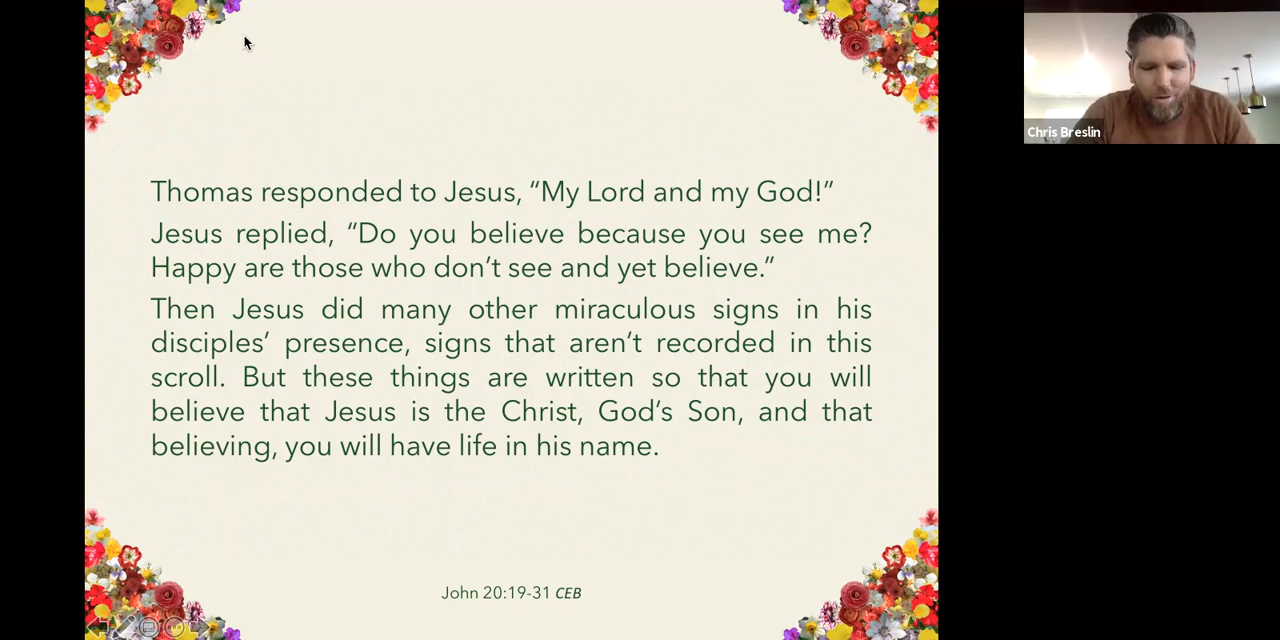 Thomas responded to Jesus, “My Lord and my God!”
Jesus replied, “Do you believe because you see me?
Happy are those who don’t see and yet believe.”
Then Jesus did many other miraculous signs in his
disciples’ presence, signs that aren’t recorded in this
scroll. But these things are written so that you will
believe that Jesus is the Christ, God’s Son, and that
believing, you will have life in his name.
John 20:19-31 CEB
Chris Breslin